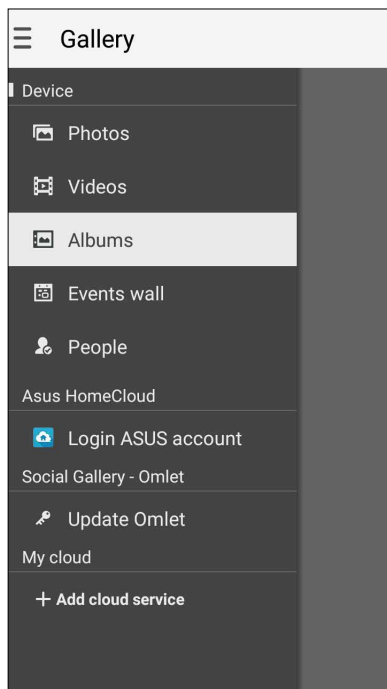 Gallery
Device
Photos
Videos
Albums
Events wall
People
Asus HomeCloud
Login ASUS account
Social Gallery - Omlet
Update Omlet
My cloud
+ Add cloud service